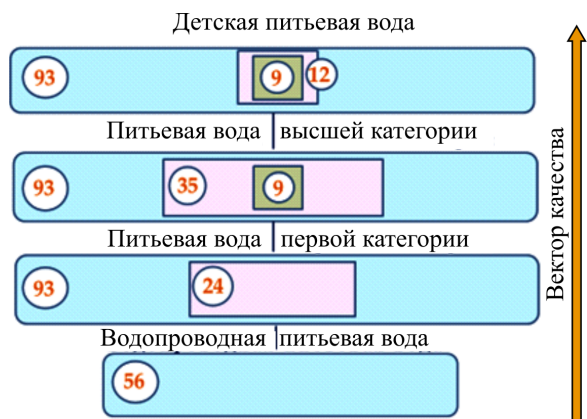 Детская питьевая вода
93
9
12
Питьевая вода высшей категории
93
35
9
Питьевая вода первой категории
93
24
Водопроводная питьевая вода
56
Вектор качества